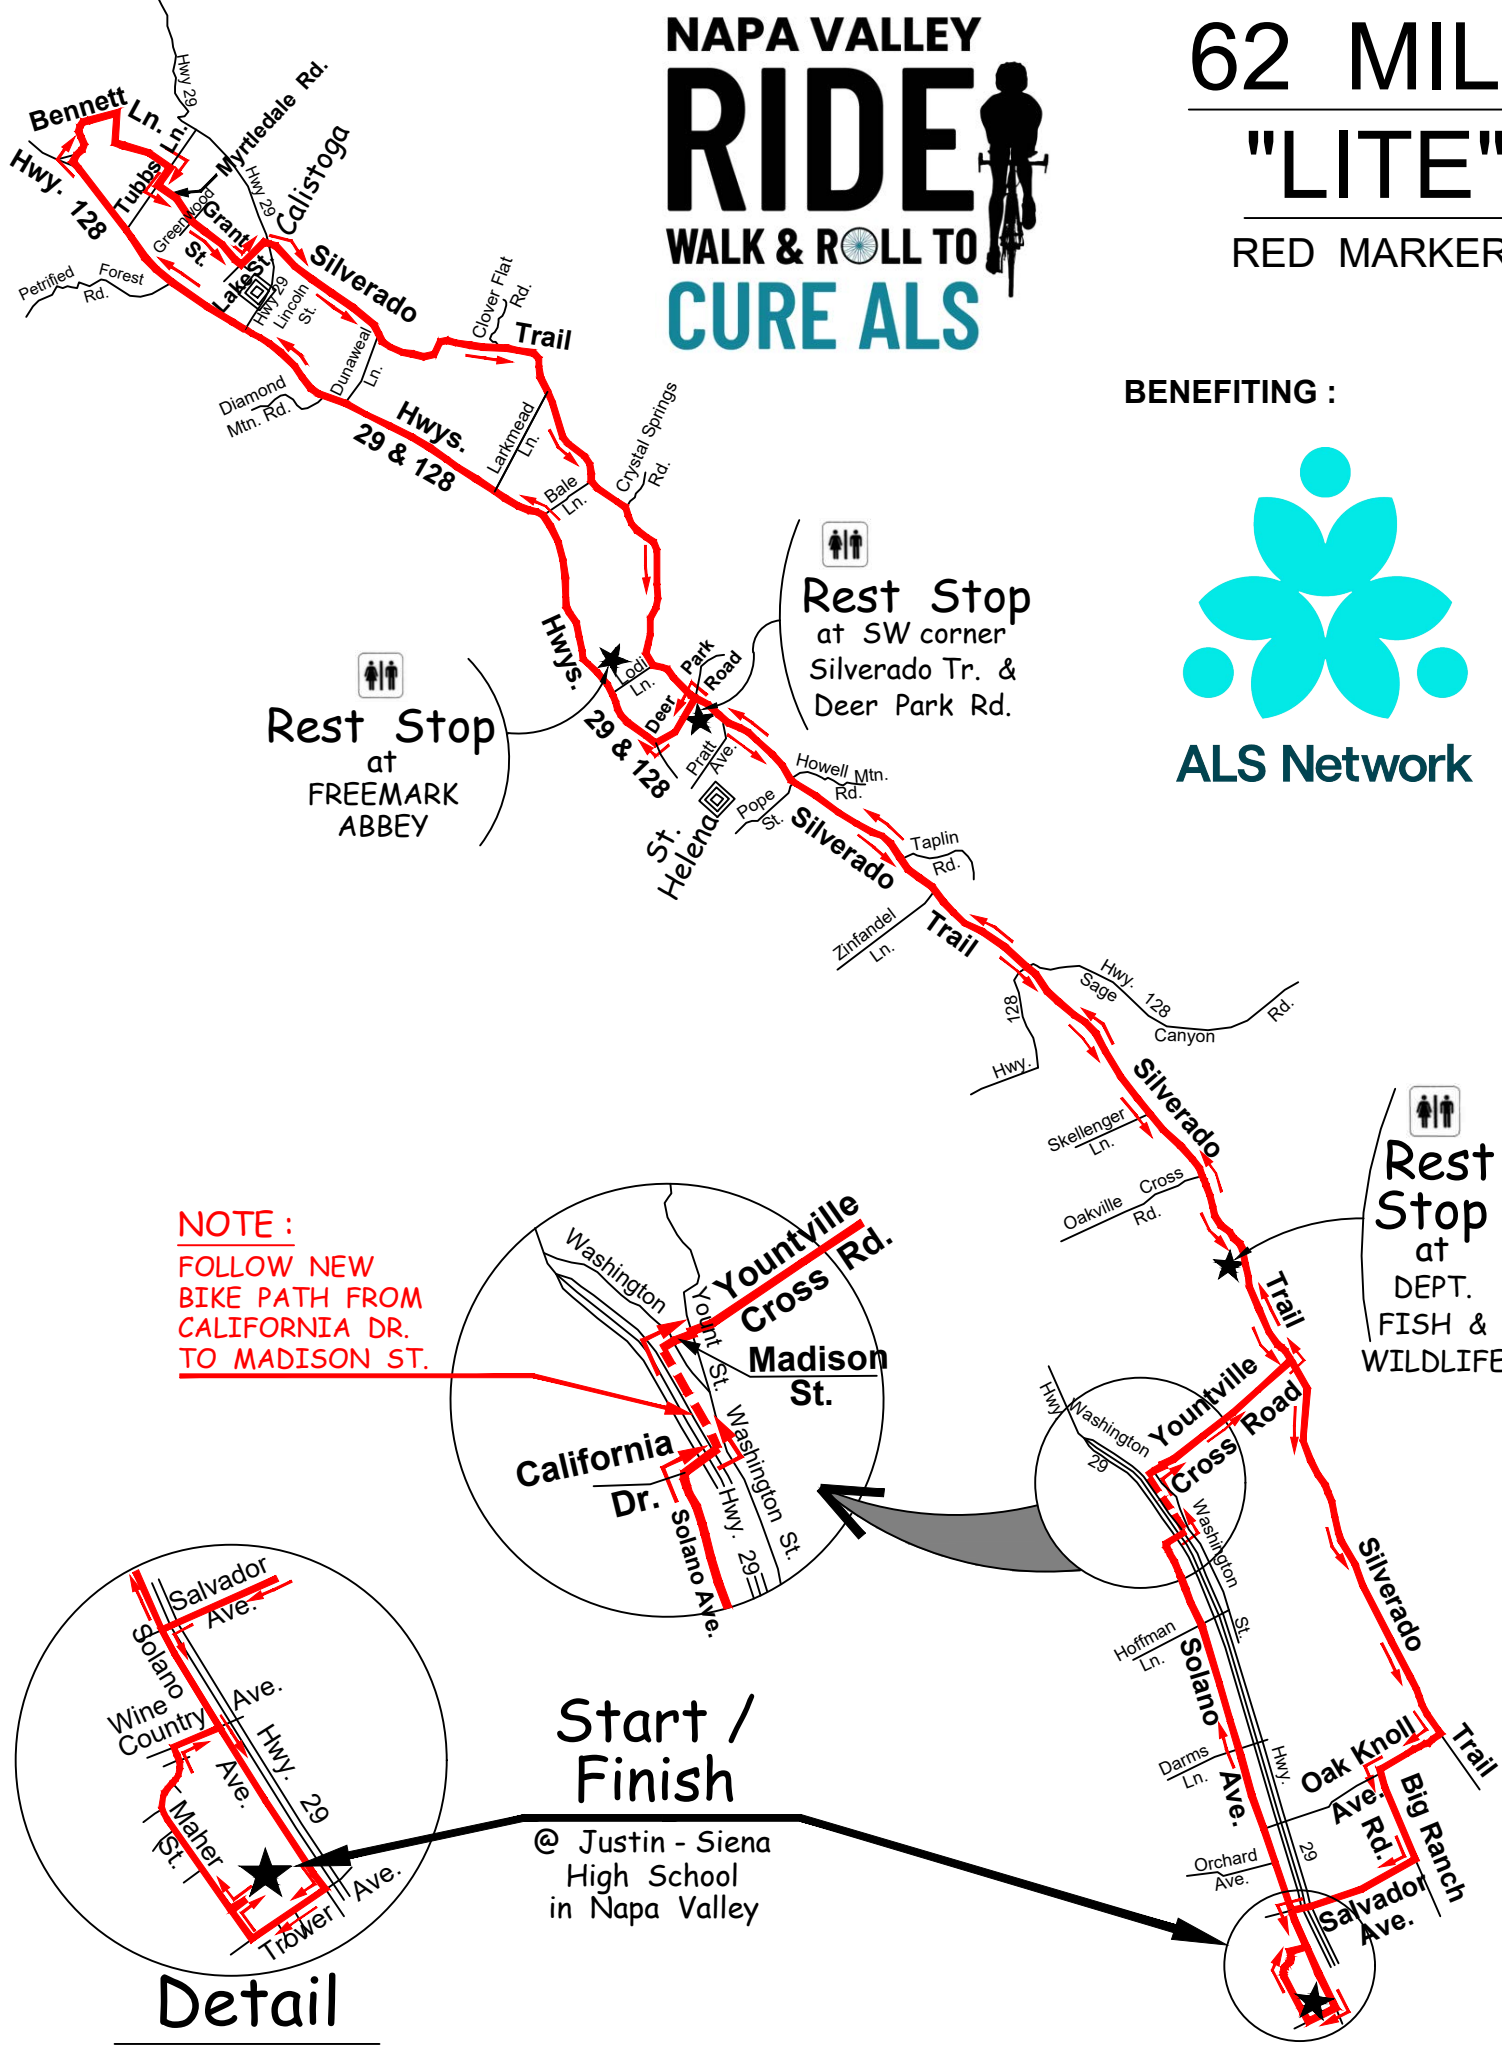 NAPA VALLEY
RIDE
WALK & ROLL TO
CURE ALS
62 MIL
"LITE"
RED MARKER
BENEFITING :
ALS Network
Hwy 29
Bennett
Ln.
Myrtledale Rd.
Hwy. 128
Tubbs Ln.
Greenwood
Grant
St.
Hwy 29
Calistoga
Lake St.
Hwy 29
Lincoln
St.
Petrified Forest
Rd.
Silverado
Trail
Clover Flat
Rd.
Dunaweal
Ln.
Diamond
Mtn. Rd.
Hwys.
29 & 128
Larkmead
Ln.
Bale
Ln.
Crystal Springs
Rd.
Rest Stop
at SW corner
Silverado Tr. &
Deer Park Rd.
Rest Stop
at
FREEMARK
ABBEY
Hwys.
29 & 128
Lodi
Ln.
Deer
Park
Road
Pratt
Ave.
St.
Helena
Pope
St.
Howell Mtn.
Rd.
Silverado
Trail
Taplin
Rd.
Zinfandel
Ln.
Hwy. 128
Sage
Canyon
Rd.
Hwy.
128
Silverado
Trail
Skellenger
Ln.
Oakville Cross
Rd.
Rest
Stop
at
DEPT.
FISH &
WILDLIFE
NOTE :
FOLLOW NEW
BIKE PATH FROM
CALIFORNIA DR.
TO MADISON ST.
Washington
Yount St.
Yountville
Cross Rd.
Madison
St.
California
Dr.
Washington St.
Hwy. 29
Solano Ave.
Yountville
Cross Road
Hwy
29
Washington
Washington
St.
Hoffman
Ln.
Solano
Ave.
Silverado
Trail
Darms
Ln.
Hwy.
29
Oak Knoll
Ave.
Big Ranch
Rd.
Orchard
Ave.
Salvador
Ave.
Salvador
Ave.
Solano
Ave.
Wine
Country
Ave.
Hwy. 29
Maher
St.
Trower
Ave.
Detail
Start /
Finish
@ Justin - Siena
High School
in Napa Valley